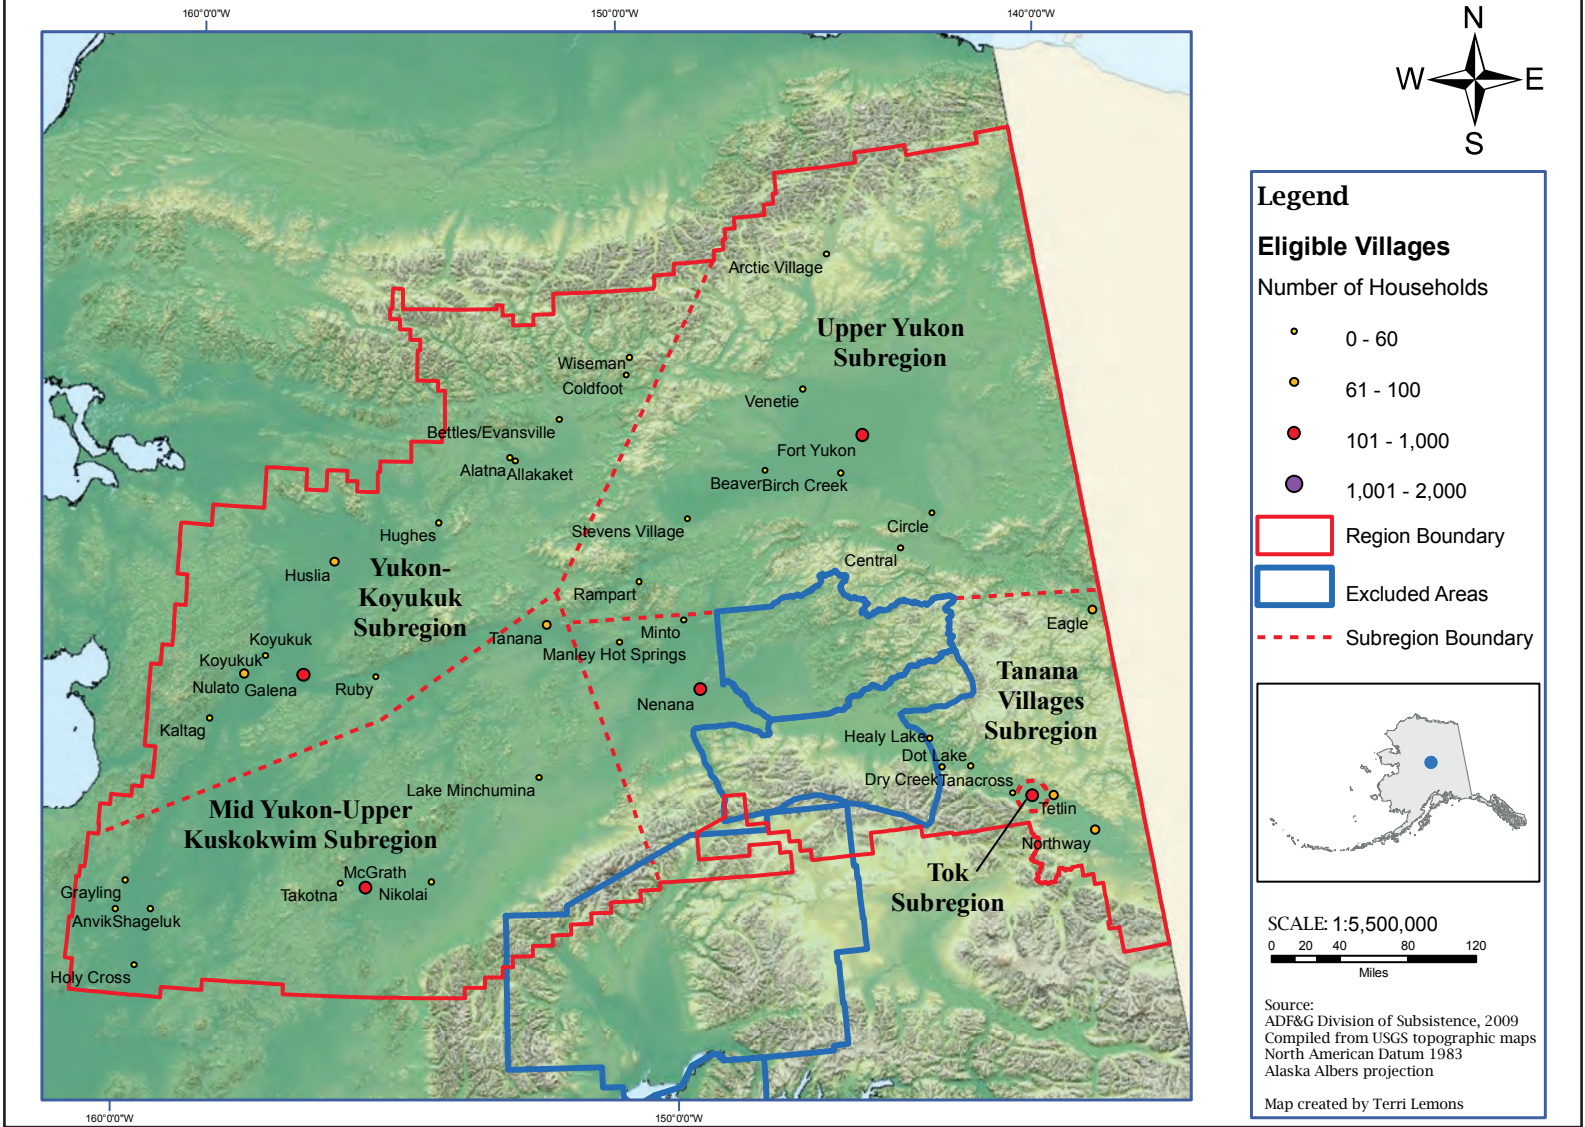 160°0'0"W
150°0'0"W
140°0'0"W
N
W
E
S
Arctic Village
Upper Yukon
Subregion
Wiseman
Coldfoot
Venetie
Bettles/Evansville
Fort Yukon
Alatna
Allakaket
Beaver
Birch Creek
Hughes
Stevens Village
Circle
Central
Huslia
Yukon-
Koyukuk
Subregion
Rampart
Eagle
Tanana
Minto
Manley Hot Springs
Koyukuk
Koyukuk
Nulato
Galena
Ruby
Nenana
Tanana
Villages
Subregion
Kaltag
Healy Lake
Dot Lake
Dry Creek
Tanacross
Lake Minchumina
Tetlin
Mid Yukon-Upper
Kuskokwim Subregion
Northway
McGrath
Takotna
Nikolai
Tok
Subregion
Grayling
Anvik
Shageluk
Holy Cross
160°0'0"W
150°0'0"W
Legend
Eligible Villages
Number of Households
0 - 60
61 - 100
101 - 1,000
1,001 - 2,000
Region Boundary
Excluded Areas
Subregion Boundary
SCALE: 1:5,500,000
0 20 40 80 120
Miles
Source:
ADF&G Division of Subsistence, 2009
Compiled from USGS topographic maps
North American Datum 1983
Alaska Albers projection
Map created by Terri Lemons